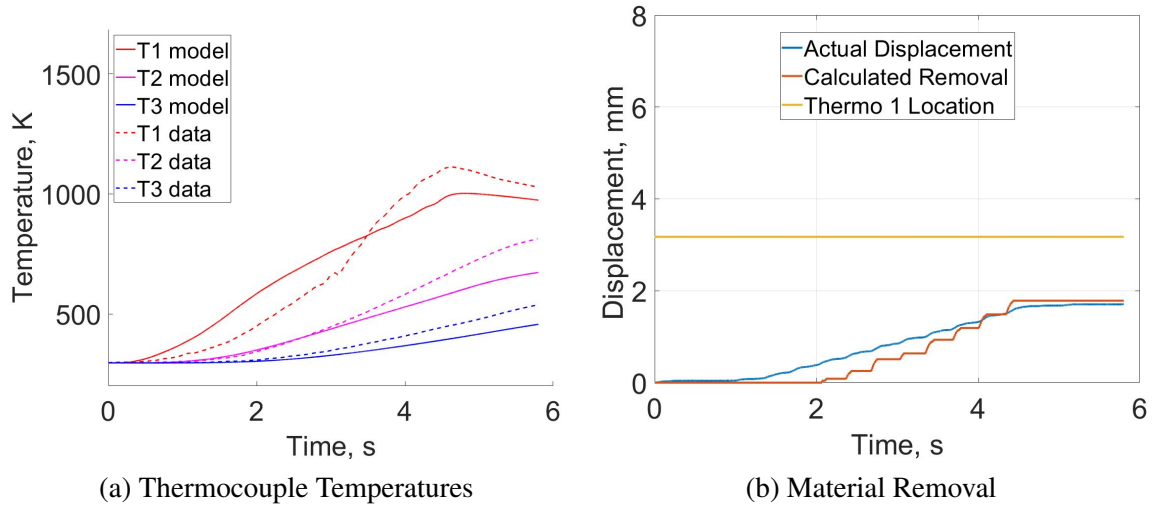 T1 model
T2 model
T3 model
T1 data
T2 data
T3 data
1500
1000
500
0
2
4
6
Temperature, K
Time, s
(a) Thermocouple Temperatures
Actual Displacement
Calculated Removal
Thermo 1 Location
8
6
4
2
0
0
2
4
6
Displacement, mm
Time, s
(b) Material Removal